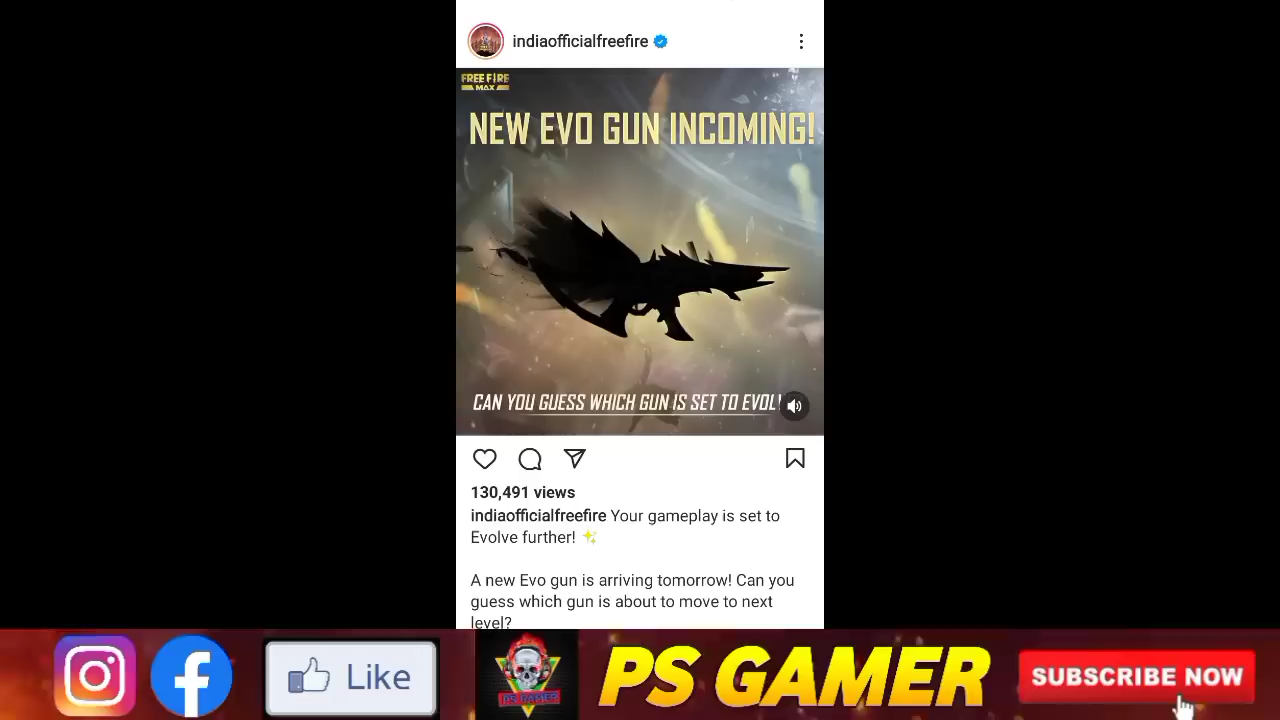 indiaofficialfreefire
FREE FIRE
MAX
NEW EVO GUN INCOMING!
CAN YOU GUESS WHICH GUN IS SET TO EVOLV
130,491 views
indiaofficialfreefire Your gameplay is set to
Evolve further! ✨
A new Evo gun is arriving tomorrow! Can you
guess which gun is about to move to next
level?
Like
PS GAMER
PS GAMER
SUBSCRIBE NOW